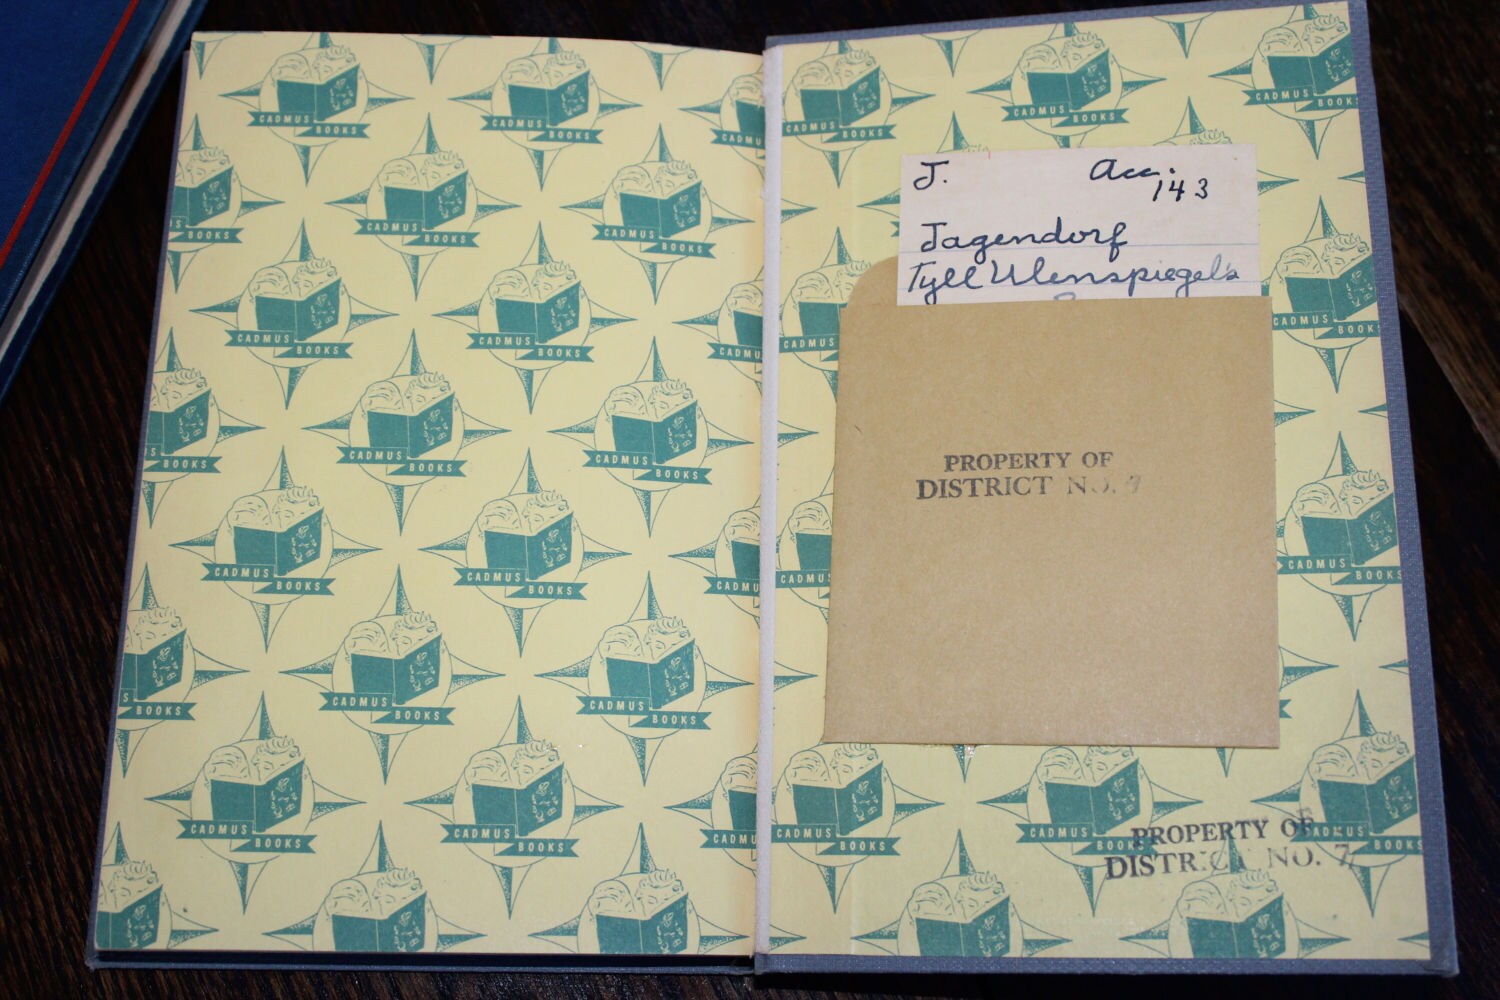 CADMUS BOOKS
J. Acc. 143
Jagendorf
Tyll Ulenspiegel's
PROPERTY OF
DISTRICT NO. 7
PROPERTY OF
DISTRICT NO. 7